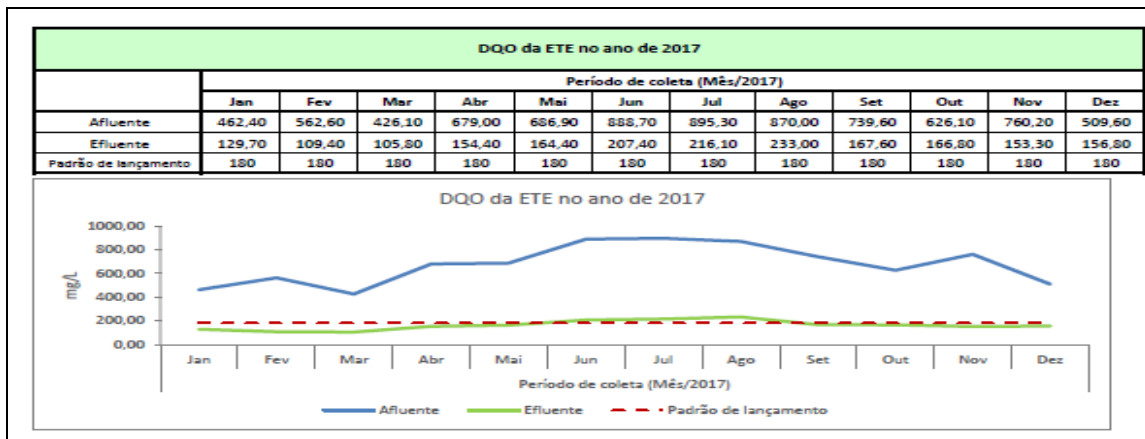 DQO da ETE no ano de 2017
Período de coleta (Mês/2017)
Jan Fev Mar Abr Mai Jun Jul Ago Set Out Nov Dez
Afluente 462,40 562,60 426,10 679,00 686,90 888,70 895,30 870,00 739,60 626,10 760,20 509,60
Efluente 129,70 109,40 105,80 154,40 164,40 207,40 216,10 233,00 167,60 166,80 153,30 156,80
Padrão de lançamento 180 180 180 180 180 180 180 180 180 180 180 180
DQO da ETE no ano de 2017
1000,00
800,00
600,00
400,00
200,00
0,00
mg/L
Jan Fev Mar Abr Mai Jun Jul Ago Set Out Nov Dez
Período de coleta (Mês/2017)
Afluente Efluente Padrão de lançamento